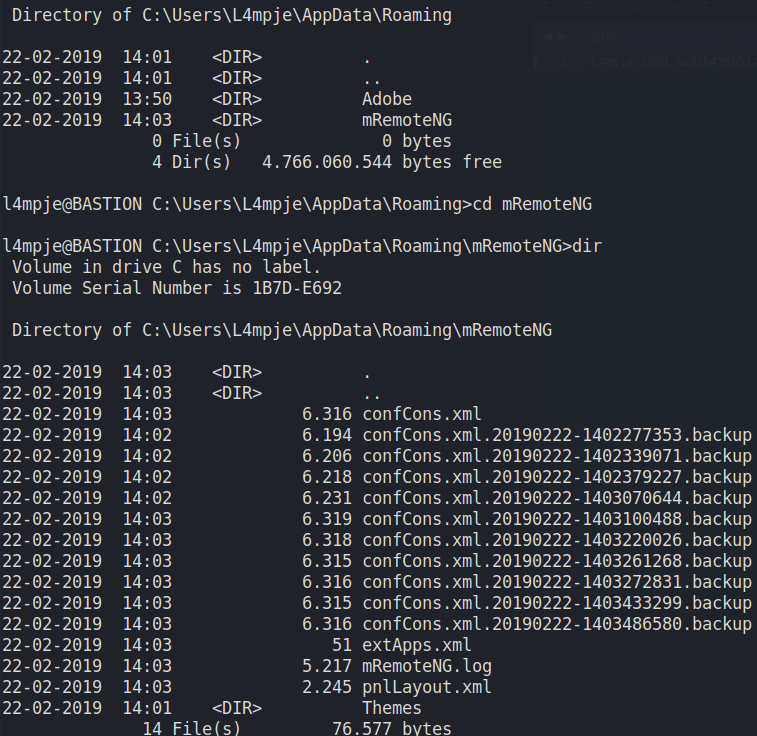 Directory of C:\Users\L4mpje\AppData\Roaming

22-02-2019  14:01    <DIR>          .
22-02-2019  14:01    <DIR>          ..
22-02-2019  13:50    <DIR>          Adobe
22-02-2019  14:03    <DIR>          mRemoteNG
               0 File(s)              0 bytes
               4 Dir(s)   4.766.060.544 bytes free

l4mpje@BASTION C:\Users\L4mpje\AppData\Roaming>cd mRemoteNG

l4mpje@BASTION C:\Users\L4mpje\AppData\Roaming\mRemoteNG>dir
 Volume in drive C has no label.
 Volume Serial Number is 1B7D-E692

 Directory of C:\Users\L4mpje\AppData\Roaming\mRemoteNG

22-02-2019  14:03    <DIR>          .
22-02-2019  14:03    <DIR>          ..
22-02-2019  14:03             6.316 confCons.xml
22-02-2019  14:02             6.194 confCons.xml.20190222-1402277353.backup
22-02-2019  14:02             6.206 confCons.xml.20190222-1402339071.backup
22-02-2019  14:02             6.218 confCons.xml.20190222-1402379227.backup
22-02-2019  14:02             6.231 confCons.xml.20190222-1403070644.backup
22-02-2019  14:03             6.319 confCons.xml.20190222-1403100488.backup
22-02-2019  14:03             6.318 confCons.xml.20190222-1403220026.backup
22-02-2019  14:03             6.315 confCons.xml.20190222-1403261268.backup
22-02-2019  14:03             6.316 confCons.xml.20190222-1403272831.backup
22-02-2019  14:03             6.315 confCons.xml.20190222-1403433299.backup
22-02-2019  14:03             6.316 confCons.xml.20190222-1403486580.backup
22-02-2019  14:03                51 extApps.xml
22-02-2019  14:03             5.217 mRemoteNG.log
22-02-2019  14:03             2.245 pnlLayout.xml
22-02-2019  14:01    <DIR>          Themes
              14 File(s)         76.577 bytes